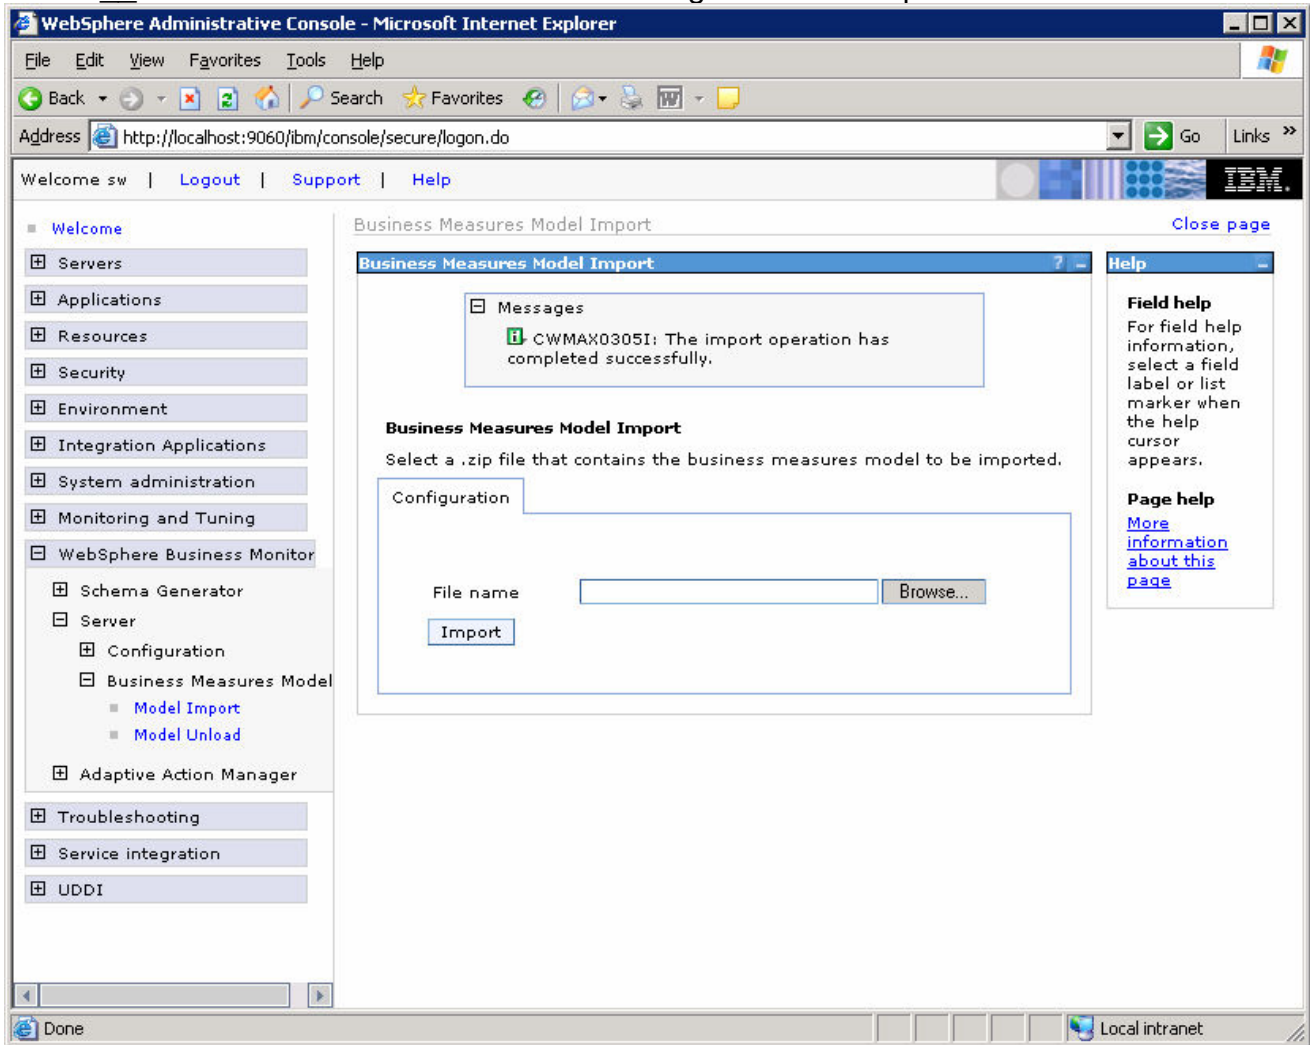 WebSphere Administrative Console - Microsoft Internet Explorer
File Edit View Favorites Tools Help
Back Search Favorites
Address http://localhost:9060/ibm/console/secure/logon.do Go Links »
Welcome sw | Logout | Support | Help IBM.
Welcome
Servers
Applications
Resources
Security
Environment
Integration Applications
System administration
Monitoring and Tuning
WebSphere Business Monitor
Schema Generator
Server
Configuration
Business Measures Model
Model Import
Model Unload
Adaptive Action Manager
Troubleshooting
Service integration
UDDI
Business Measures Model Import Close page
Business Measures Model Import ? -
Messages
CWMAX0305I: The import operation has
completed successfully.
Business Measures Model Import
Select a .zip file that contains the business measures model to be imported.
Configuration
File name Browse...
Import
Help -
Field help
For field help
information,
select a field
label or list
marker when
the help
cursor
appears.
Page help
More
information
about this
page
Done Local intranet